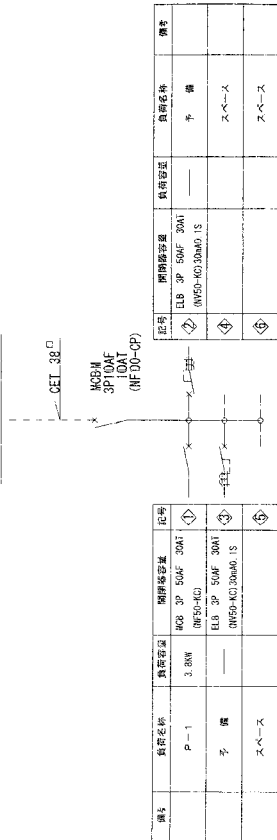 CET 38□
MCB-M
3P100AF
100AT
(NF100-CP)
備考 負荷名称 負荷容量 開閉器容量 記号
P-1 3.8KW MCB 3P 50AF 30AT
(NF50-KC) ①
予備 — ELB 3P 50AF 30AT
(NV50-KC)30mA0.1S ③
スペース ⑤
記号 開閉器容量 負荷容量 負荷名称 備考
② ELB 3P 50AF 30AT
(NV50-KC)30mA0.1S — 予備
④ スペース
⑥ スペース